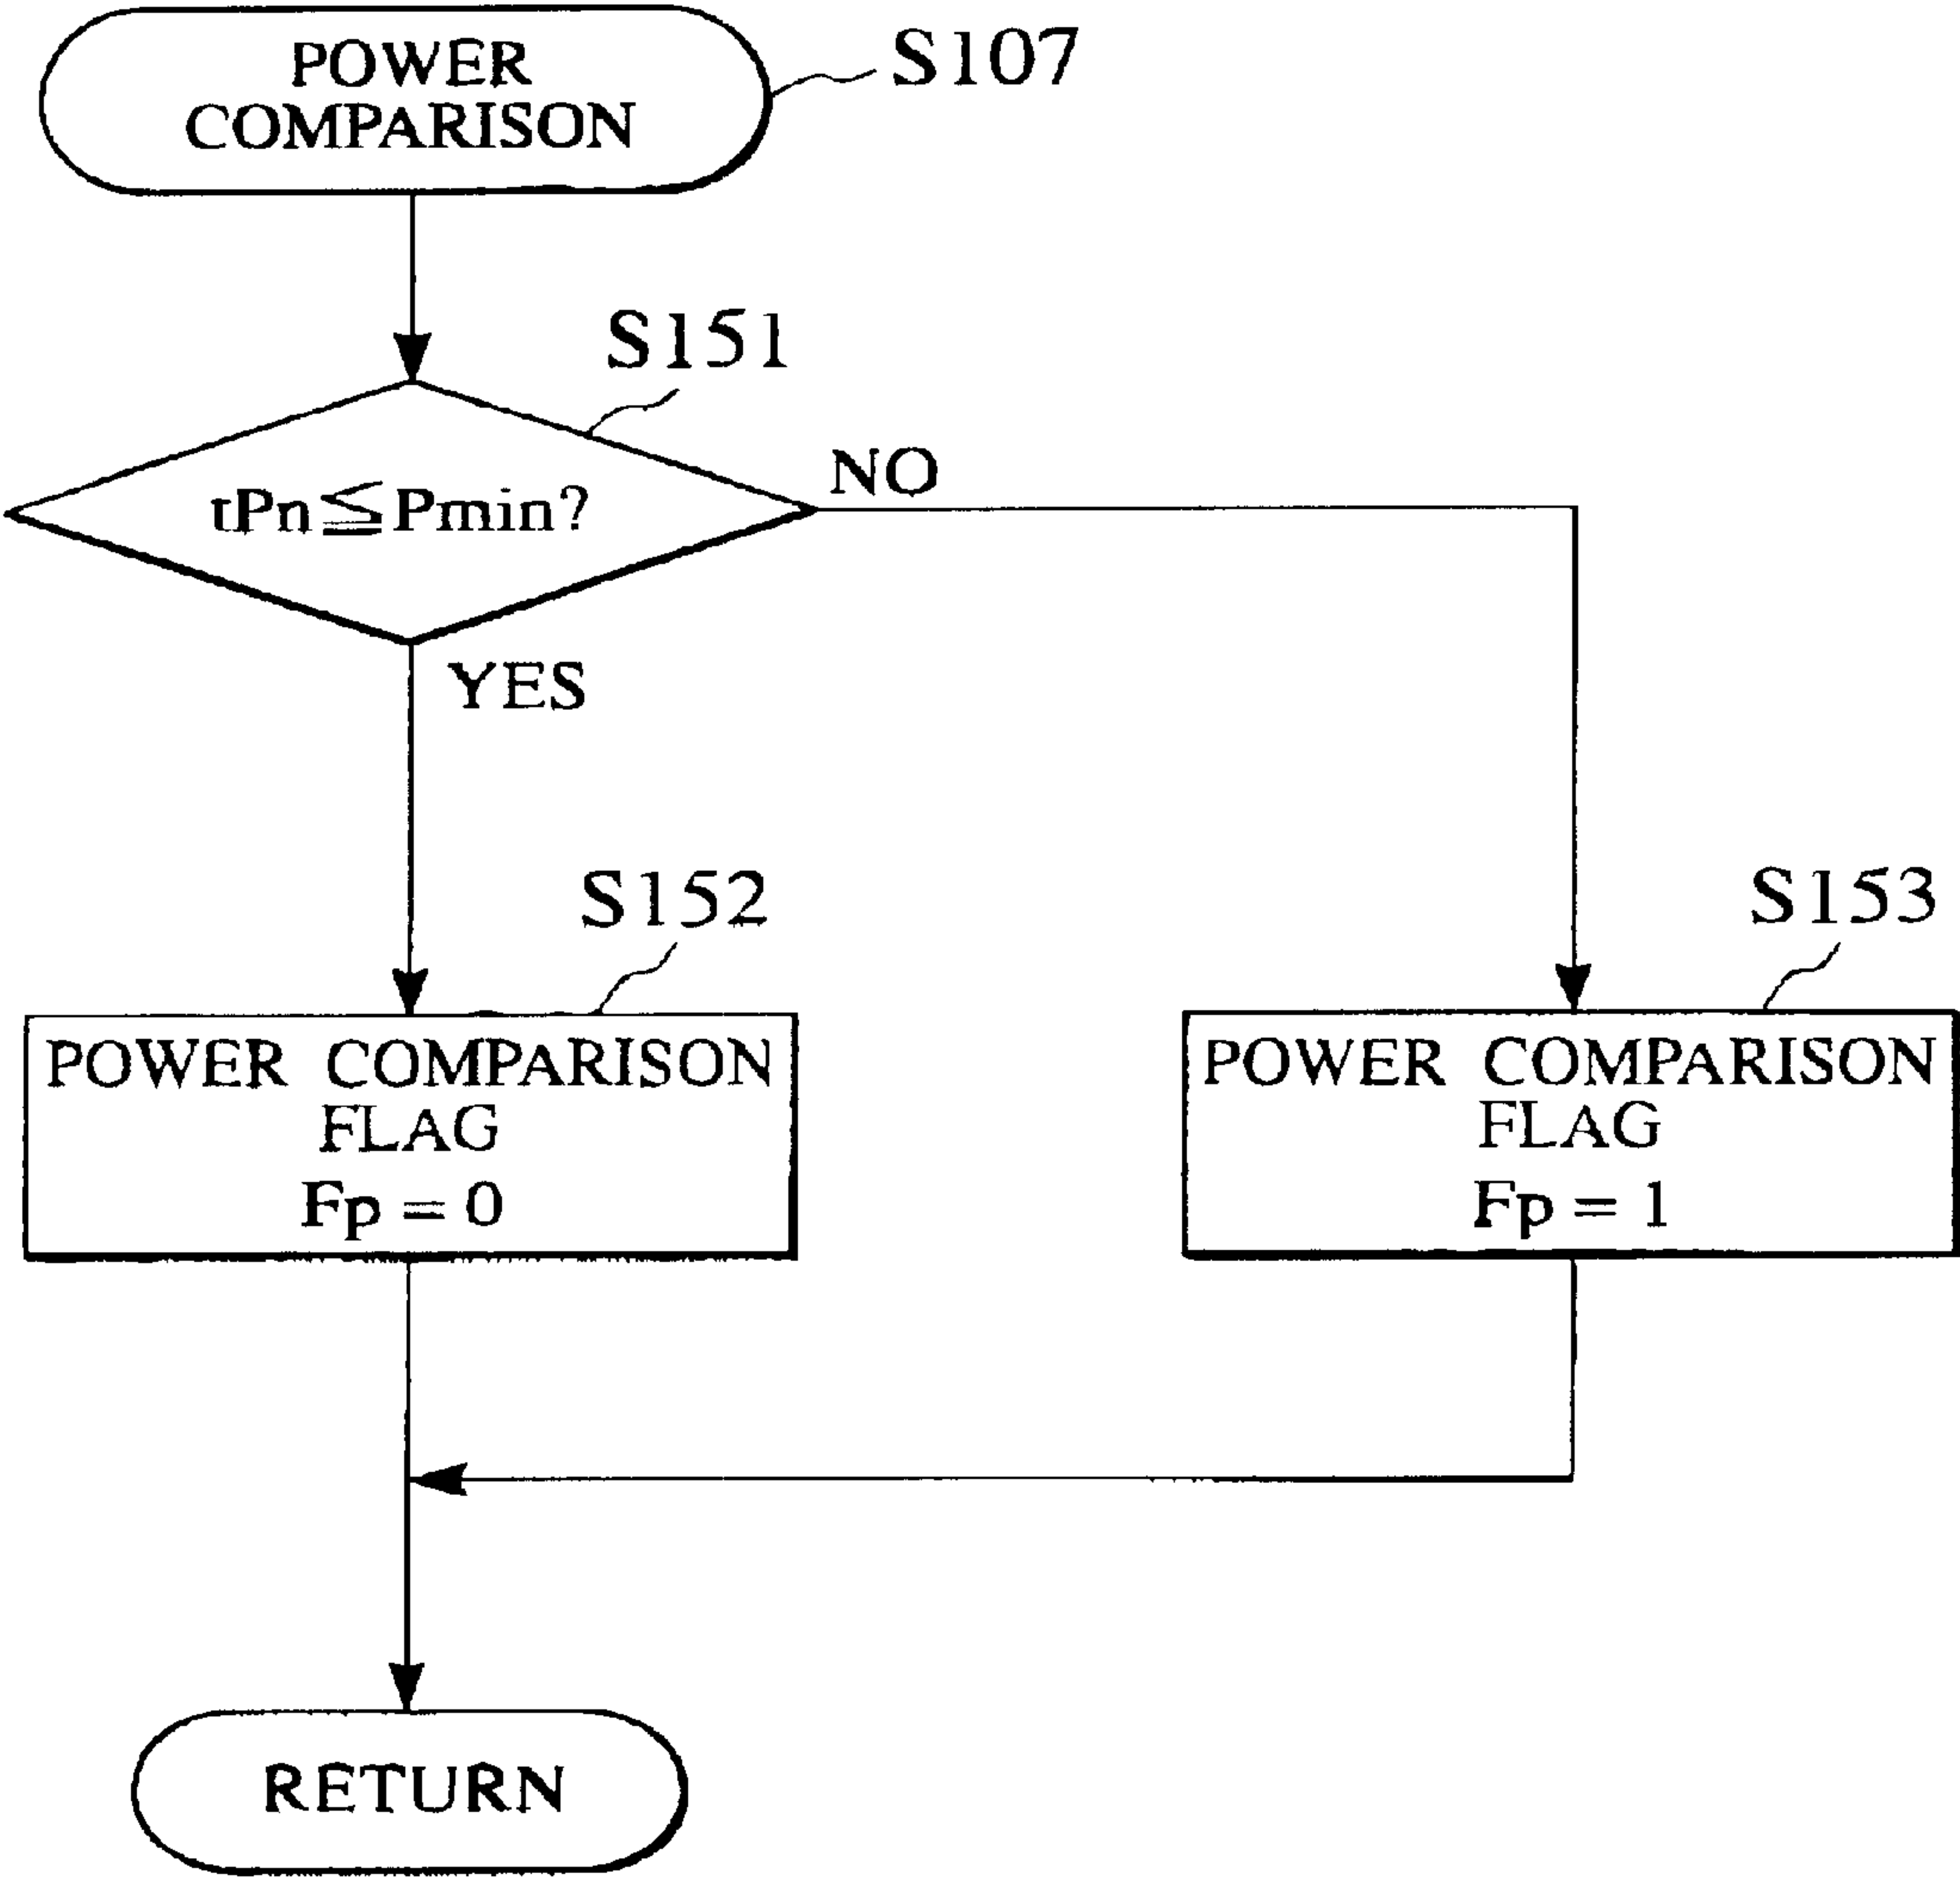 POWER
COMPARISON
S107
S151
tPn≦Pmin?
NO
YES
S152
POWER COMPARISON
FLAG
Fp = 0
S153
POWER COMPARISON
FLAG
Fp = 1
RETURN